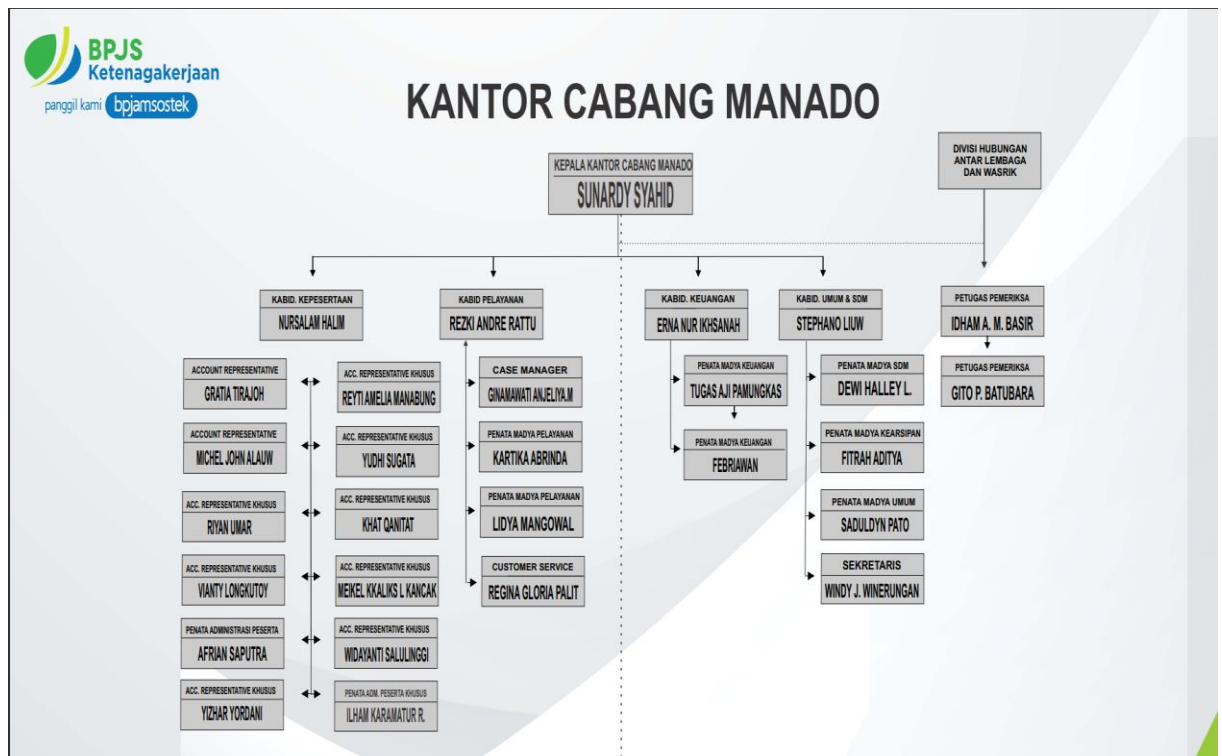 BPJS
Ketenagakerjaan
panggil kami bpjamsostek
KANTOR CABANG MANADO
KEPALA KANTOR CABANG MANADO
SUNARDY SYAHID
DIVISI HUBUNGAN
ANTAR LEMBAGA
DAN WASRIK
KABID. KEPESERTAAN
NURSALAM HALIM
KABID PELAYANAN
REZKI ANDRE RATTU
KABID. KEUANGAN
ERNA NUR IKHSANAH
KABID. UMUM & SDM
STEPHANO LIUW
PETUGAS PEMERIKSA
IDHAM A. M. BASIR
PETUGAS PEMERIKSA
GITO P. BATUBARA
ACCOUNT REPRESENTATIVE
GRATIA TIRAJOH
ACCOUNT REPRESENTATIVE
MICHEL JOHN ALAUW
ACC. REPRESENTATIVE KHUSUS
RIYAN UMAR
ACC. REPRESENTATIVE KHUSUS
VIANTY LONGKUTOY
PENATA ADMINISTRASI PESERTA
AFRIAN SAPUTRA
ACC. REPRESENTATIVE KHUSUS
YIZHAR YORDANI
ACC. REPRESENTATIVE KHUSUS
REYTI AMELIA MANABUNG
ACC. REPRESENTATIVE KHUSUS
YUDHI SUGATA
ACC. REPRESENTATIVE KHUSUS
KHAT QANITAT
ACC. REPRESENTATIVE KHUSUS
MEIKEL KKALIKS L KANCAK
ACC. REPRESENTATIVE KHUSUS
WIDAYANTI SALULINGGI
PENATA ADM. PESERTA KHUSUS
ILHAM KARAMATUR R.
CASE MANAGER
GINAMAWATI ANJELIYA.M
PENATA MADYA PELAYANAN
KARTIKA ABRINDA
PENATA MADYA PELAYANAN
LIDYA MANGOWAL
CUSTOMER SERVICE
REGINA GLORIA PALIT
PENATA MADYA KEUANGAN
TUGAS AJI PAMUNGKAS
PENATA MADYA KEUANGAN
FEBRIAWAN
PENATA MADYA SDM
DEWI HALLEY L.
PENATA MADYA KEARSIPAN
FITRAH ADITYA
PENATA MADYA UMUM
SADULDYN PATO
SEKRETARIS
WINDY J. WINERUNGAN